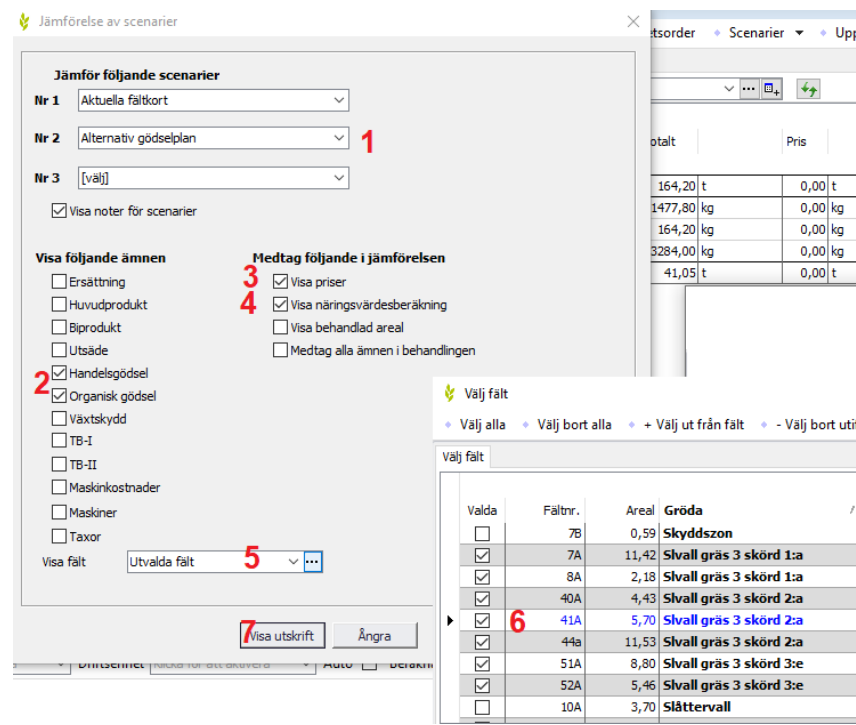 Jämförelse av scenarier
Jämför följande scenarier
Nr 1 Aktuella fältkort
Nr 2 Alternativ gödselplan 1
Nr 3 [välj]
Visa noter för scenarier
Visa följande ämnen
Ersättning
Huvudprodukt
Biprodukt
Utsäde
2 Handelsgödsel
Organisk gödsel
Växtskydd
TB-I
TB-II
Maskinkostnader
Maskiner
Taxor
Medtag följande i jämförelsen
3 Visa priser
4 Visa näringsvärdesberäkning
Visa behandlad areal
Medtag alla ämnen i behandlingen
Visa fält Utvalda fält 5 ...
7 Visa utskrift Ångra
etsorder Scenarier Upp
...
otalt Pris
164,20 t 0,00 t
1477,80 kg 0,00 kg
164,20 kg 0,00 kg
3284,00 kg 0,00 kg
41,05 t 0,00 t
Driftsenhet Klicka för att aktivera Auto Beräkn
Välj fält
Välj alla Välj bort alla + Välj ut från fält - Välj bort utif
Välj fält
Valda Fältnr. Areal Gröda /
7B 0,59 Skyddszon
7A 11,42 Slvall gräs 3 skörd 1:a
8A 2,18 Slvall gräs 3 skörd 1:a
40A 4,43 Slvall gräs 3 skörd 2:a
6 41A 5,70 Slvall gräs 3 skörd 2:a
44a 11,53 Slvall gräs 3 skörd 2:a
51A 8,80 Slvall gräs 3 skörd 3:e
52A 5,46 Slvall gräs 3 skörd 3:e
10A 3,70 Slåttervall